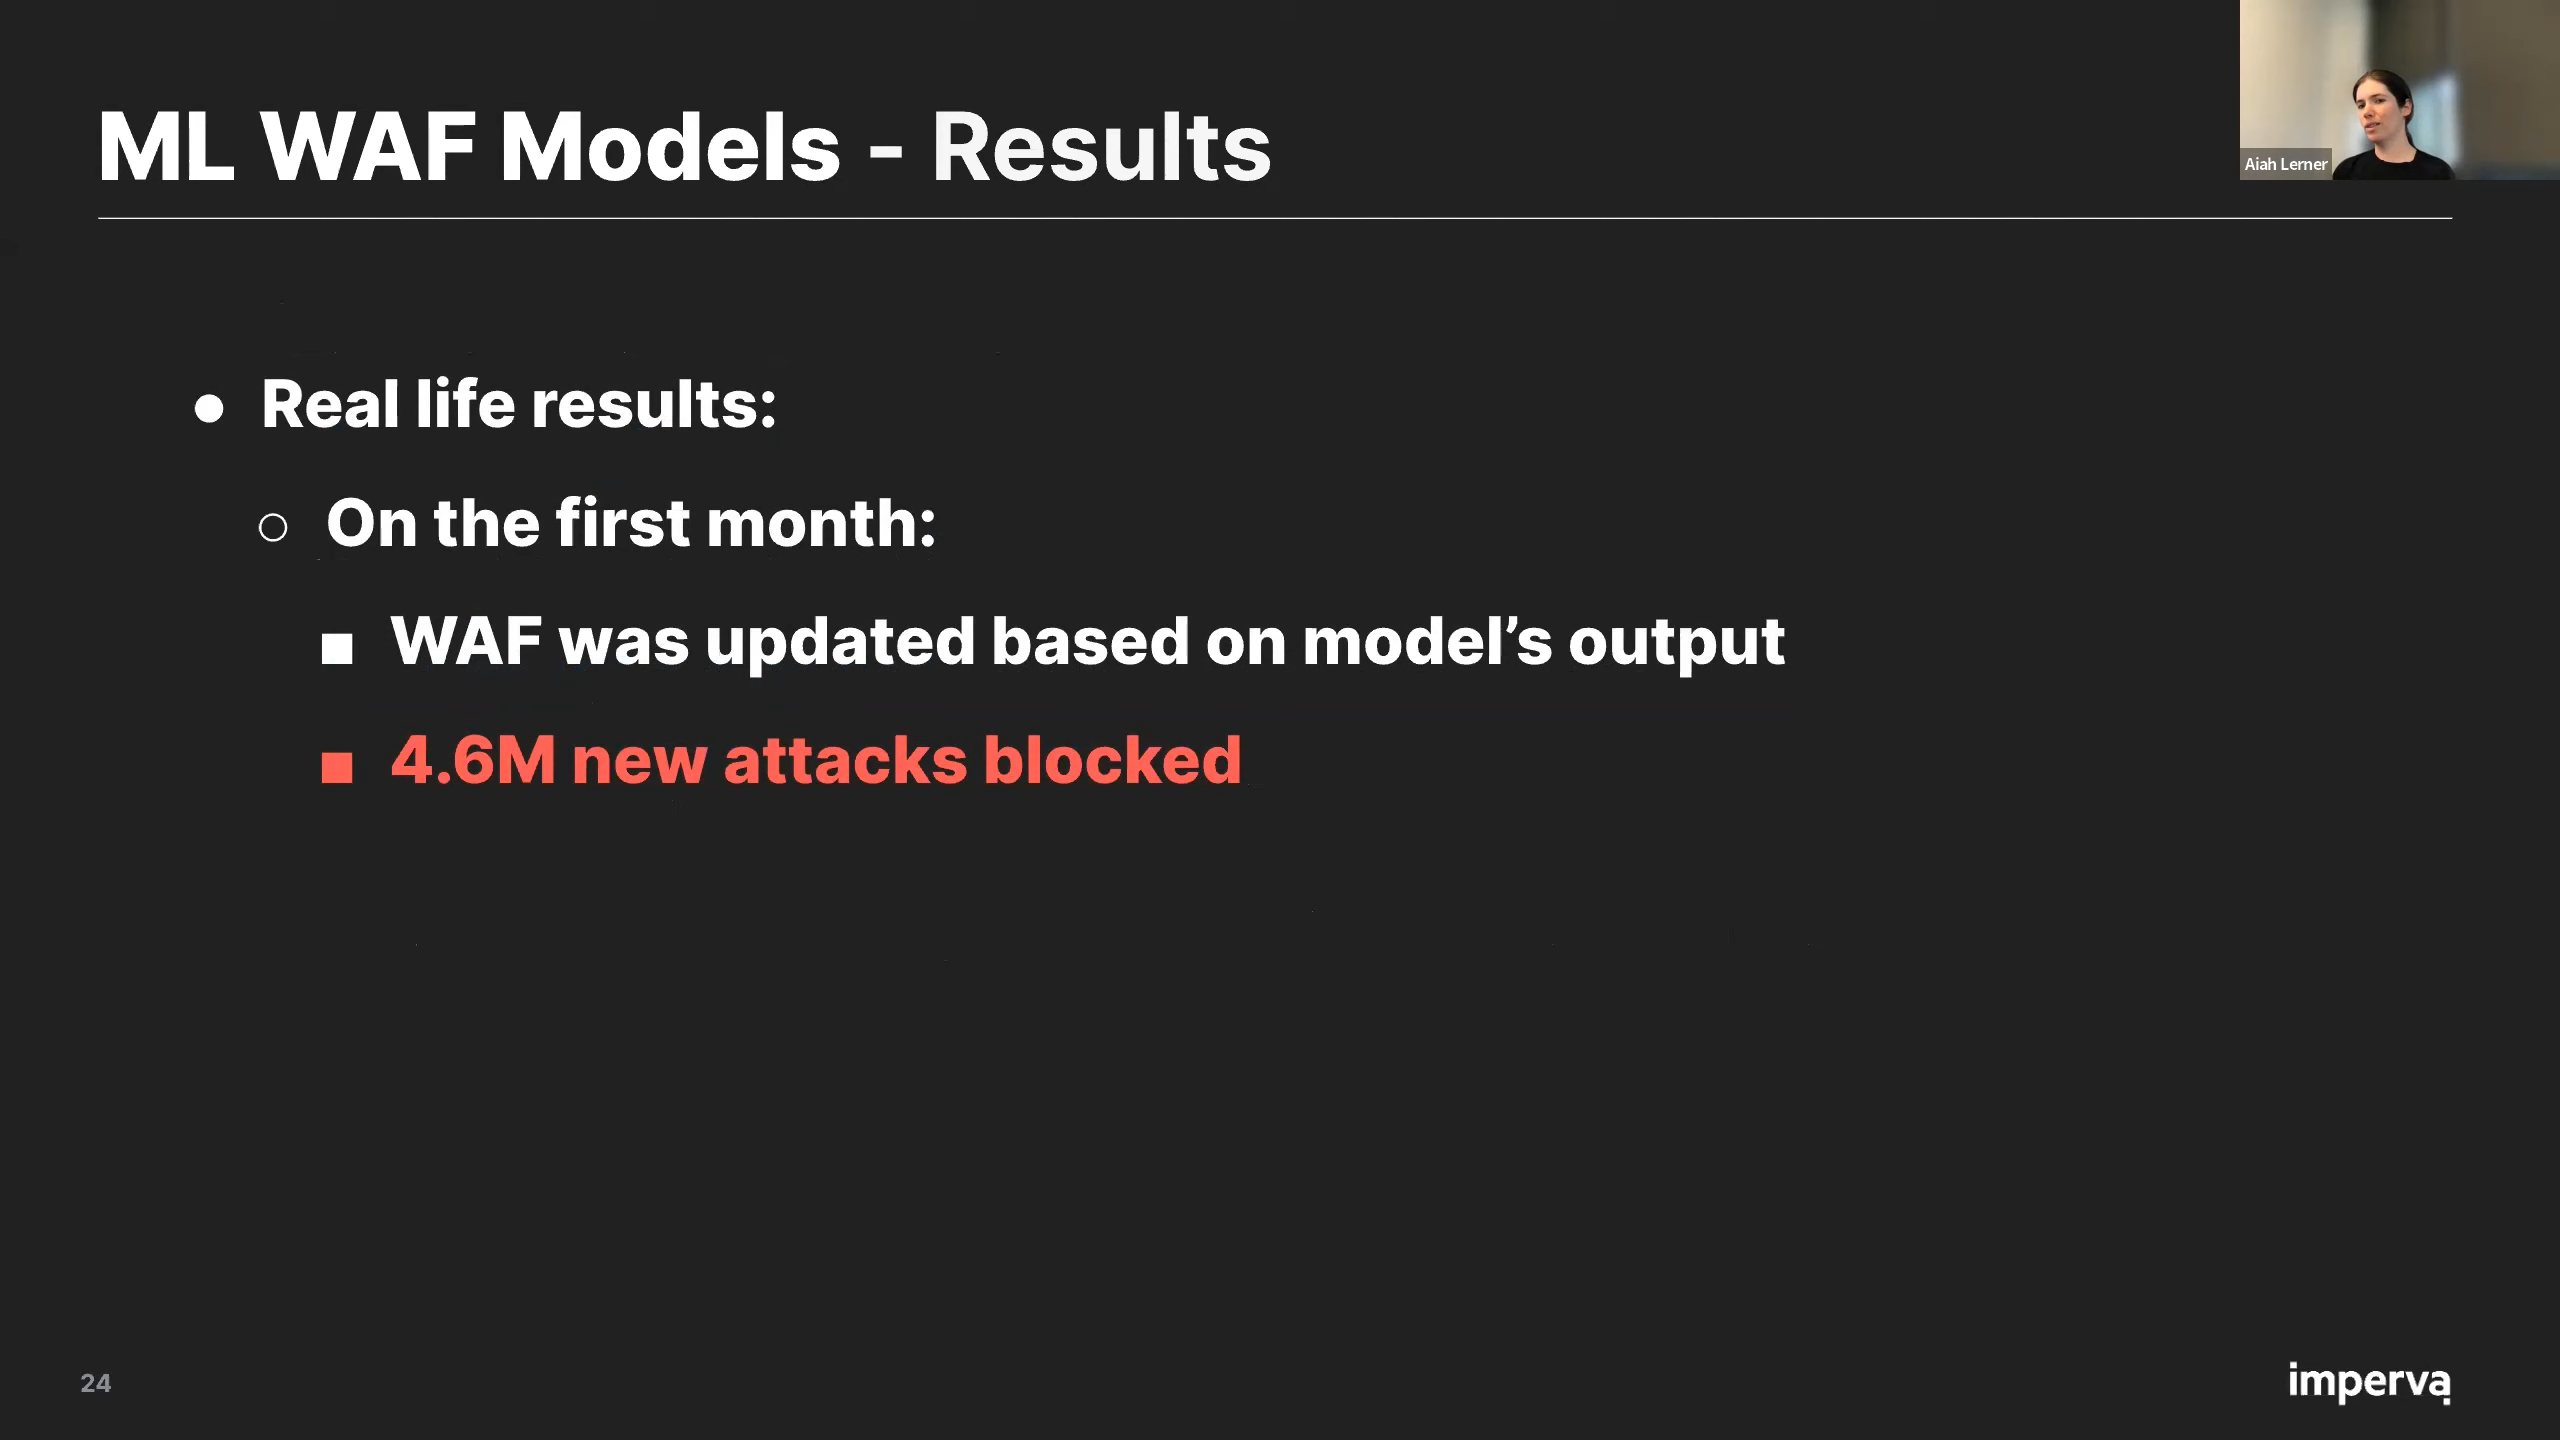 ML WAF Models - Results
Aiah Lerner
● Real life results:
○ On the first month:
■ WAF was updated based on model’s output
■ 4.6M new attacks blocked
24
imperva